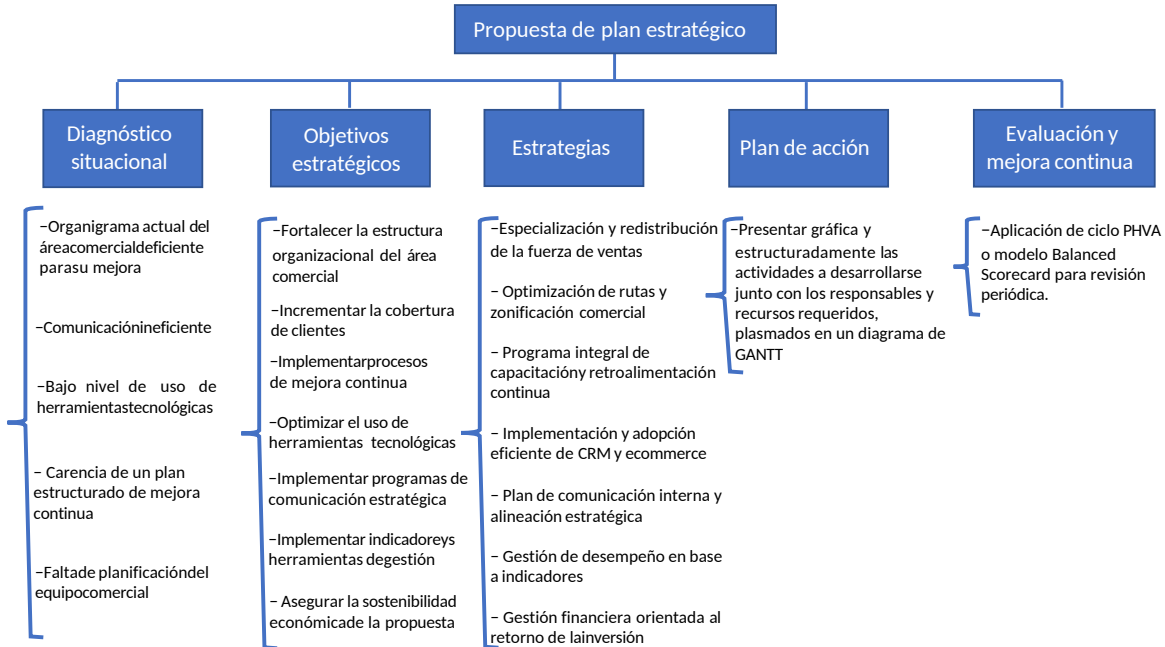 Propuesta de plan estratégico
Diagnóstico
situacional
Objetivos
estratégicos
Estrategias
Plan de acción
Evaluación y
mejora continua
−Organigrama actual del
áreacomercialdeficiente
parasu mejora
−Comunicaciónineficiente
−Bajo nivel de uso de
herramientastecnológicas
− Carencia de un plan
estructurado de mejora
continua
−Faltade planificacióndel
equipocomercial
−Fortalecer la estructura
organizacional del área
comercial
−Incrementar la cobertura
de clientes
−Implementarprocesos
de mejora continua
−Optimizar el uso de
herramientas tecnológicas
−Implementar programas de
comunicación estratégica
−Implementar indicadoreys
herramientas degestión
− Asegurar la sostenibilidad
económicade la propuesta
−Especialización y redistribución
de la fuerza de ventas
− Optimización de rutas y
zonificación comercial
− Programa integral de
capacitacióny retroalimentación
continua
− Implementación y adopción
eficiente de CRM y ecommerce
− Plan de comunicación interna y
alineación estratégica
− Gestión de desempeño en base
a indicadores
− Gestión financiera orientada al
retorno de lainversión
−Presentar gráfica y
estructuradamente las
actividades a desarrollarse
junto con los responsables y
recursos requeridos,
plasmados en un diagrama de
GANTT
−Aplicación de ciclo PHVA
o modelo Balanced
Scorecard para revisión
periódica.